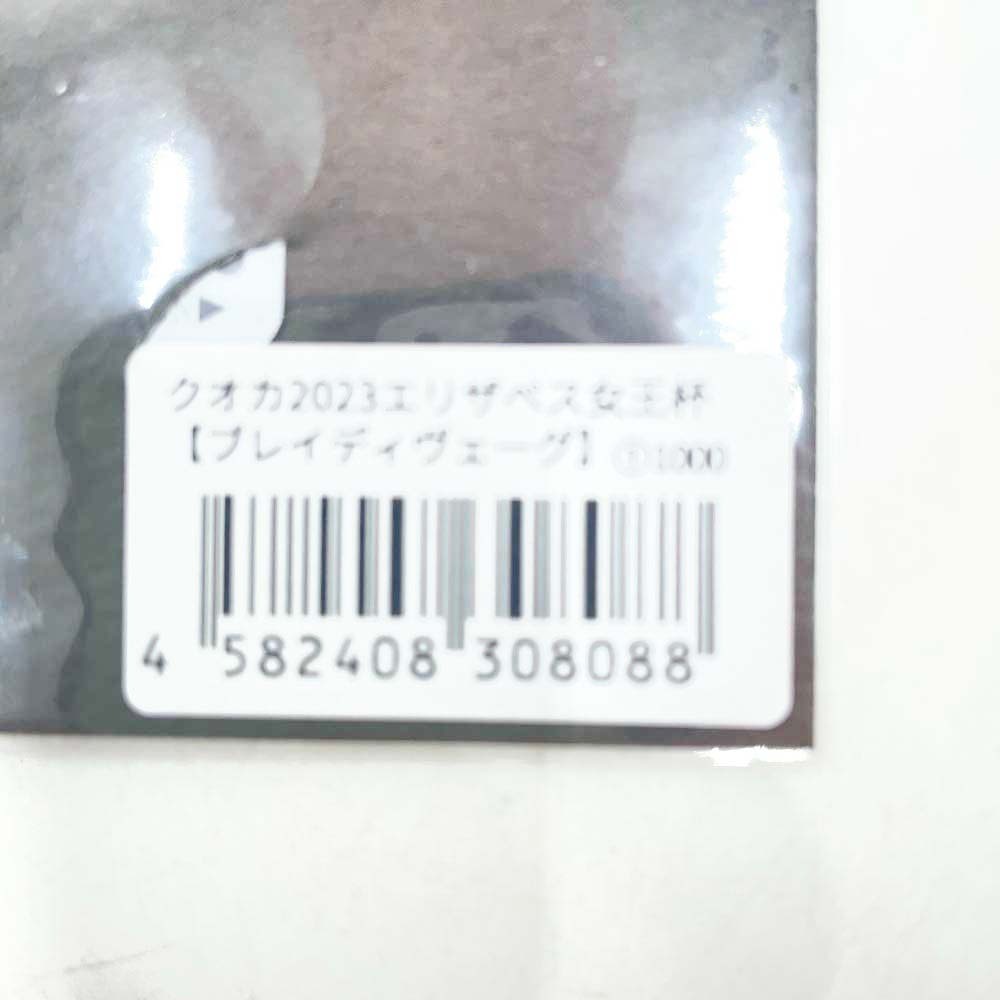 クオカ2023エリザベス女王杯
【ブレイディヴェーグ】 ⓣ1000
4 582408 308088